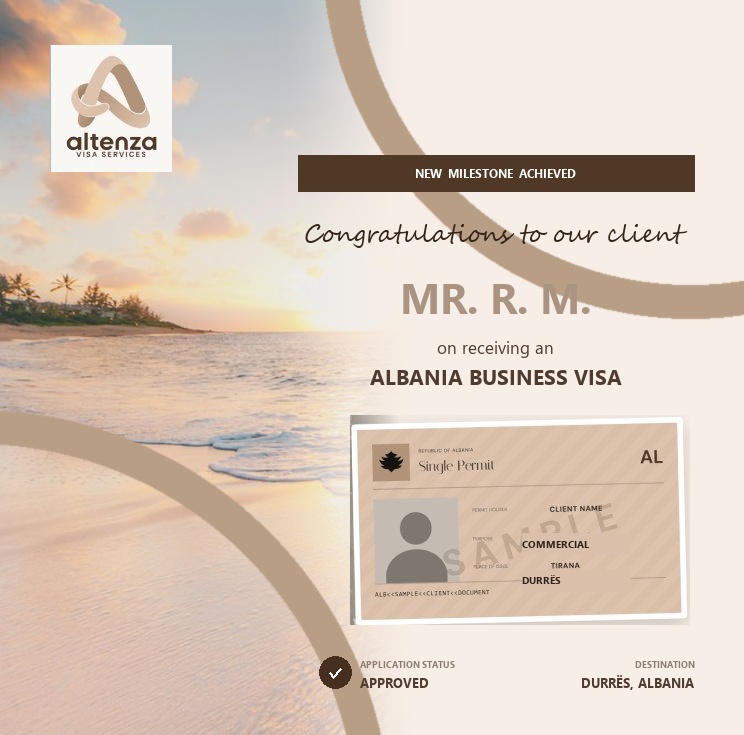 altenza
VISA SERVICES
NEW MILESTONE ACHIEVED
Congratulations to our client
MR. R. M.
on receiving an
ALBANIA BUSINESS VISA
REPUBLIC OF ALBANIA
Single Permit
AL
PERMIT HOLDER
CLIENT NAME
SAMPLE
PURPOSE
COMMERCIAL
PLACE OF ISSUE
TIRANA
DURRËS
ALB<<SAMPLE<<CLIENT<<DOCUMENT
APPLICATION STATUS
APPROVED
DESTINATION
DURRËS, ALBANIA